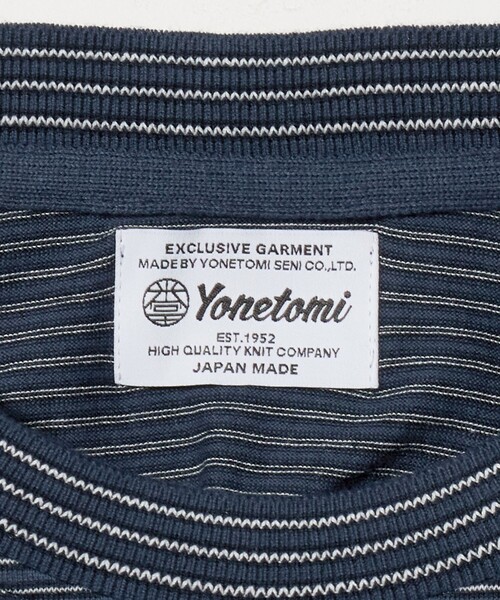 EXCLUSIVE GARMENT
MADE BY YONETOMI SENI CO.,LTD.
Yonetomi
EST.1952
HIGH QUALITY KNIT COMPANY
JAPAN MADE